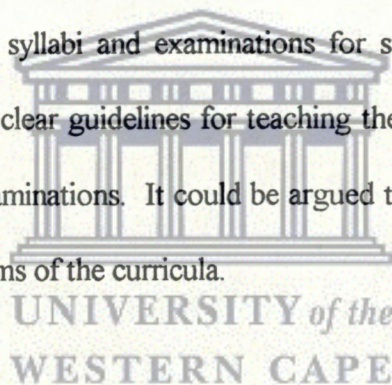 syllabi and examinations for s
clear guidelines for teaching the
aminations. It could be argued t
ms of the curricula.
UNIVERSITY of the
WESTERN CAPE